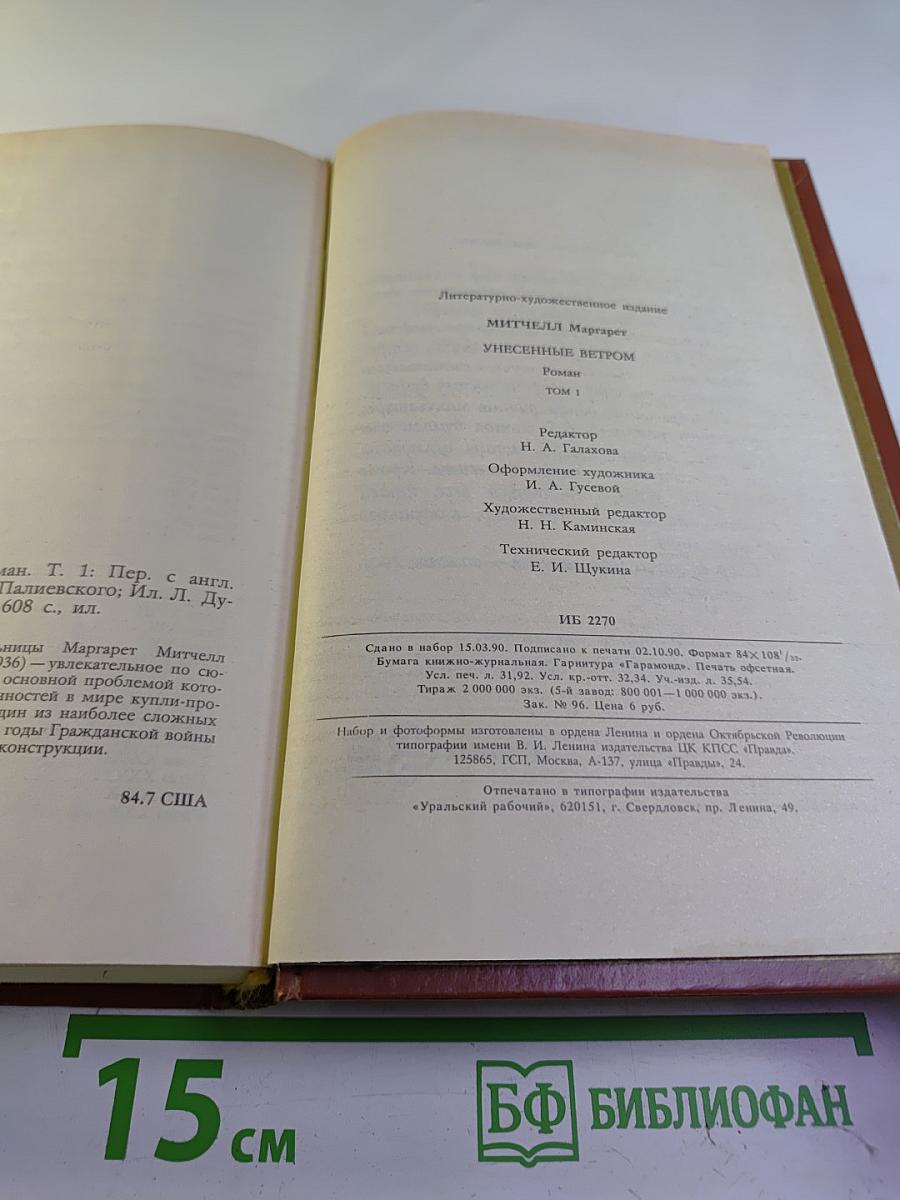 ман. Т. 1: Пер. с англ.
Палиевского; Ил. Л. Ду-
608 с., ил.
ьницы Маргарет Митчелл
936) — увлекательное по сю-
основной проблемой кото-
нностей в мире купли-про-
дин из наиболее сложных
годы Гражданской войны
конструкции.
84.7 США
Литературно-художественное издание
МИТЧЕЛЛ Маргарет
УНЕСЕННЫЕ ВЕТРОМ
Роман
ТОМ 1
Редактор
Н. А. Галахова
Оформление художника
И. А. Гусевой
Художественный редактор
Н. Н. Каминская
Технический редактор
Е. И. Щукина
ИБ 2270
Сдано в набор 15.03.90. Подписано к печати 02.10.90. Формат 84×108¹/₃₂.
Бумага книжно-журнальная. Гарнитура «Гарамонд». Печать офсетная.
Усл. печ. л. 31,92. Усл. кр.-отт. 32,34. Уч.-изд. л. 35,54.
Тираж 2 000 000 экз. (5-й завод: 800 001—1 000 000 экз.).
Зак. № 96. Цена 6 руб.
Набор и фотоформы изготовлены в ордена Ленина и ордена Октябрьской Революции
типографии имени В. И. Ленина издательства ЦК КПСС «Правда».
125865, ГСП, Москва, А-137, улица «Правды», 24.
Отпечатано в типографии издательства
«Уральский рабочий», 620151, г. Свердловск, пр. Ленина, 49.
15 см
БФ БИБЛИОФАН